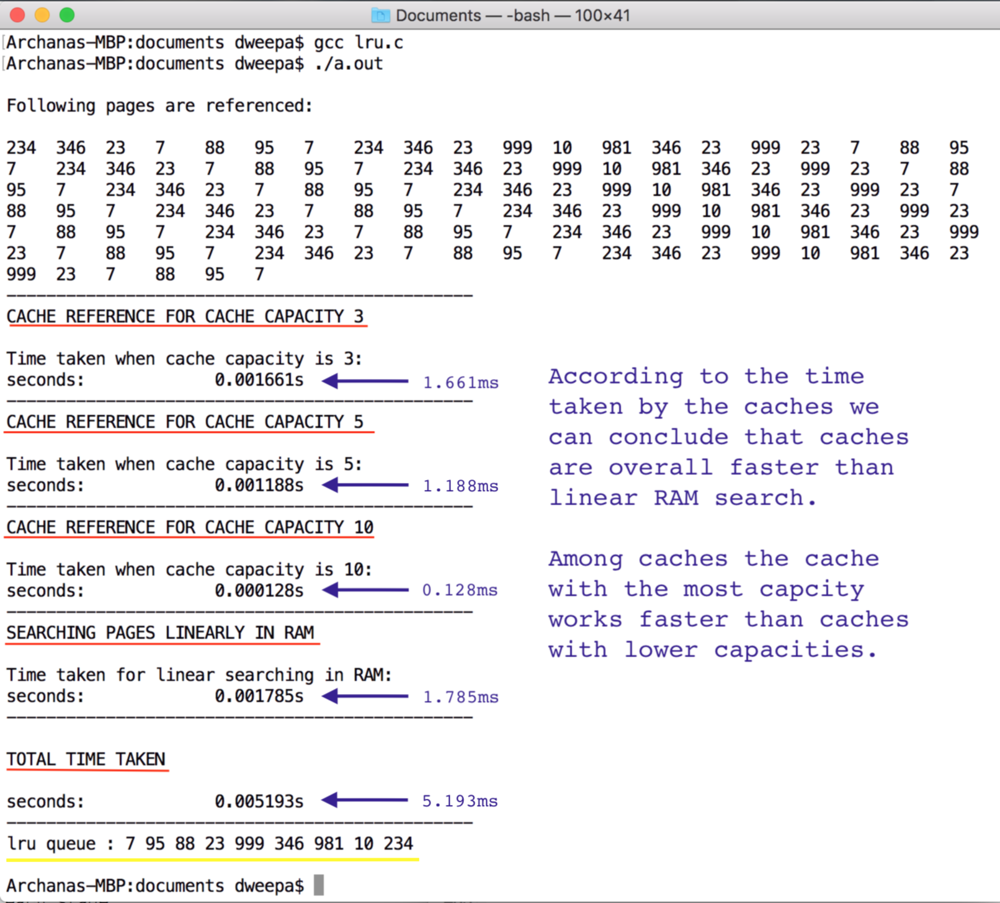 Documents — -bash — 100×41
Archanas-MBP:documents dweepa$ gcc lru.c
Archanas-MBP:documents dweepa$ ./a.out
Following pages are referenced:
234 346 23 7 88 95 7 234 346 23 999 10 981 346 23 999 23 7 88 95
7 234 346 23 7 88 95 7 234 346 23 999 10 981 346 23 999 23 7 88
95 7 234 346 23 7 88 95 7 234 346 23 999 10 981 346 23 999 23 7
88 95 7 234 346 23 7 88 95 7 234 346 23 999 10 981 346 23 999 23
7 88 95 7 234 346 23 7 88 95 7 234 346 23 999 10 981 346 23 999
23 7 88 95 7 234 346 23 7 88 95 7 234 346 23 999 10 981 346 23
999 23 7 88 95 7
-----------------------------------------------
CACHE REFERENCE FOR CACHE CAPACITY 3
Time taken when cache capacity is 3:
seconds: 0.001661s 1.661ms
-----------------------------------------------
CACHE REFERENCE FOR CACHE CAPACITY 5
Time taken when cache capacity is 5:
seconds: 0.001188s 1.188ms
-----------------------------------------------
CACHE REFERENCE FOR CACHE CAPACITY 10
Time taken when cache capacity is 10:
seconds: 0.000128s 0.128ms
-----------------------------------------------
SEARCHING PAGES LINEARLY IN RAM
Time taken for linear searching in RAM:
seconds: 0.001785s 1.785ms
-----------------------------------------------
TOTAL TIME TAKEN
seconds: 0.005193s 5.193ms
-----------------------------------------------
lru queue : 7 95 88 23 999 346 981 10 234
Archanas-MBP:documents dweepa$
According to the time
taken by the caches we
can conclude that caches
are overall faster than
linear RAM search.
Among caches the cache
with the most capcity
works faster than caches
with lower capacities.